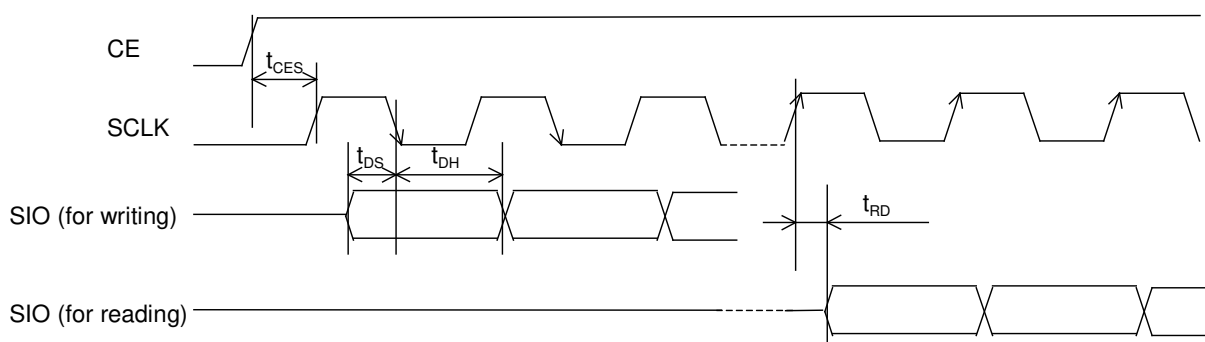 CE
tCES
SCLK
tDS tDH
SIO (for writing)
tRD
SIO (for reading)